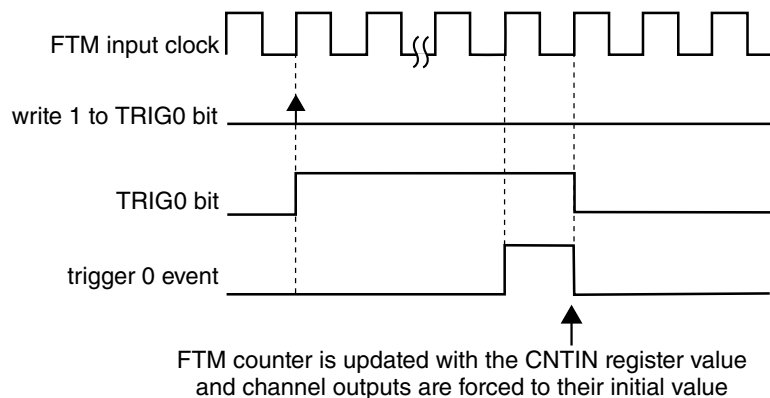 FTM input clock
write 1 to TRIG0 bit
TRIG0 bit
trigger 0 event
FTM counter is updated with the CNTIN register value
and channel outputs are forced to their initial value